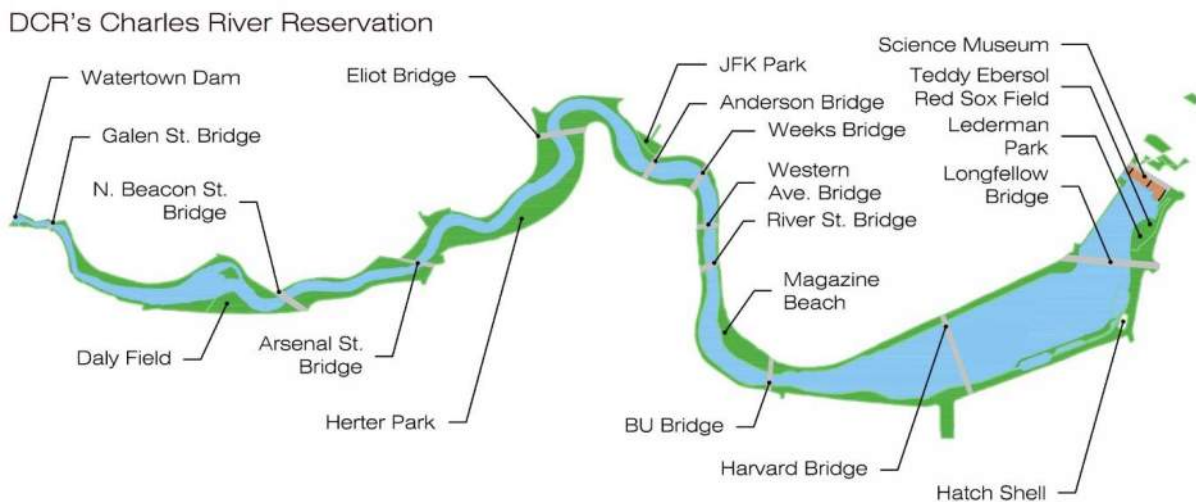 DCR's Charles River Reservation
Watertown Dam
Galen St. Bridge
N. Beacon St.
Bridge
Daly Field
Arsenal St.
Bridge
Herter Park
Eliot Bridge
JFK Park
Anderson Bridge
Weeks Bridge
Western
Ave. Bridge
River St. Bridge
Magazine
Beach
BU Bridge
Harvard Bridge
Science Museum
Teddy Ebersol
Red Sox Field
Lederman
Park
Longfellow
Bridge
Hatch Shell